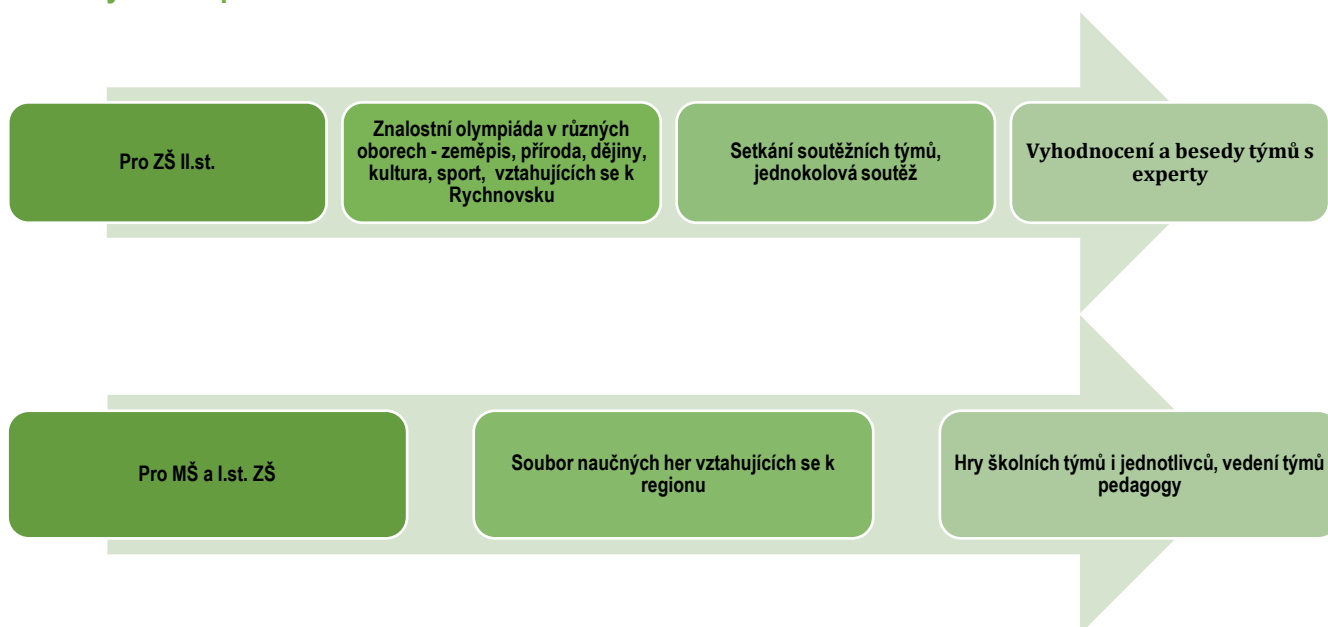 Pro ZŠ II.st.
Znalostní olympiáda v různých
oborech - zeměpis, příroda, dějiny,
kultura, sport, vztahujících se k
Rychnovsku
Setkání soutěžních týmů,
jednokolová soutěž
Vyhodnocení a besedy týmů s
experty
Pro MŠ a I.st. ZŠ
Soubor naučných her vztahujících se k
regionu
Hry školních týmů i jednotlivců, vedení týmů
pedagogy